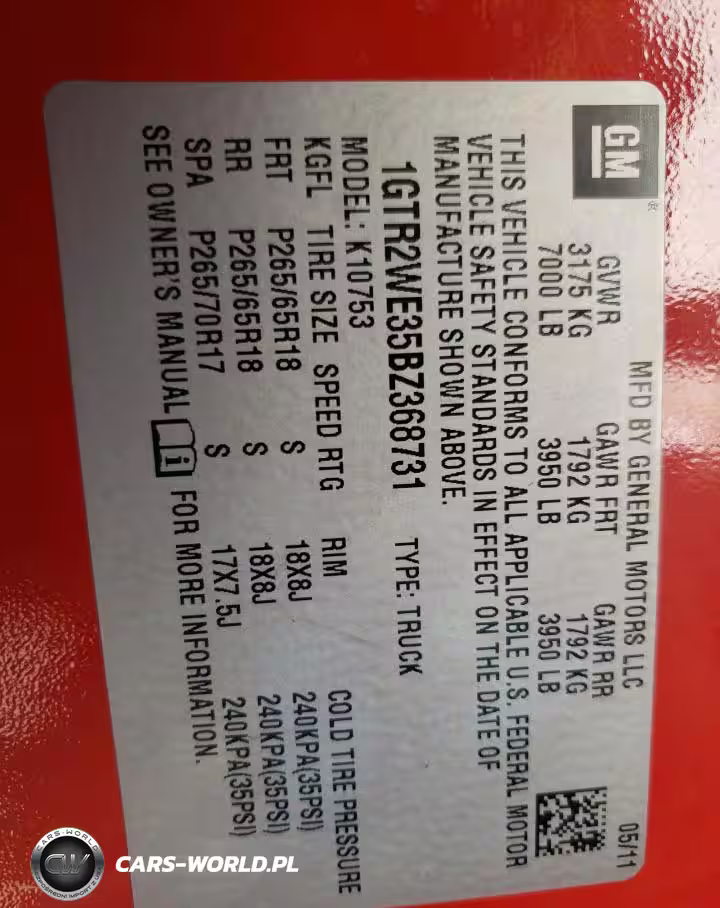 GM
MFD BY GENERAL MOTORS LLC
05/11
GVWR GAWR FRT GAWR RR
3175 KG 1792 KG 1792 KG
7000 LB 3950 LB 3950 LB
THIS VEHICLE CONFORMS TO ALL APPLICABLE U.S. FEDERAL MOTOR
VEHICLE SAFETY STANDARDS IN EFFECT ON THE DATE OF
MANUFACTURE SHOWN ABOVE.
1GTR2WE35BZ368731 TYPE: TRUCK
MODEL: K10753
KGFL TIRE SIZE SPEED RTG RIM COLD TIRE PRESSURE
FRT P265/65R18 S 18X8J 240KPA(35PSI)
RR P265/65R18 S 18X8J 240KPA(35PSI)
SPA P265/70R17 S 17X7.5J 240KPA(35PSI)
SEE OWNER'S MANUAL i FOR MORE INFORMATION.
CARS-WORLD
CW
CARS-WORLD.PL